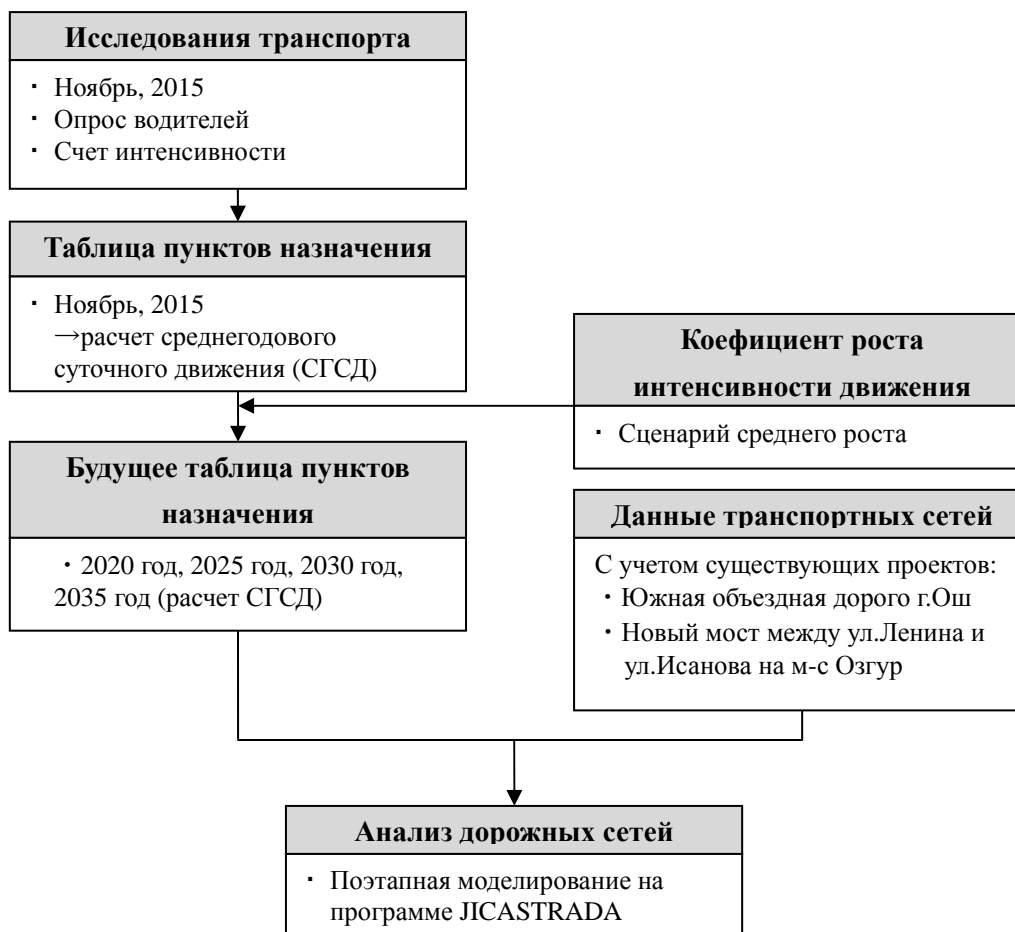 Исследования транспорта
・ Ноябрь, 2015
・ Опрос водителей
・ Счет интенсивности
Таблица пунктов назначения
・ Ноябрь, 2015
→расчет среднегодового
суточного движения (СГСД)
Коефициент роста
интенсивности движения
・ Сценарий среднего роста
Будущее таблица пунктов
назначения
・2020 год, 2025 год, 2030 год,
2035 год (расчет СГСД)
Данные транспортных сетей
С учетом существующих проектов:
・Южная объездная дорого г.Ош
・Новый мост между ул.Ленина и
ул.Исанова на м-с Озгур
Анализ дорожных сетей
・ Поэтапная моделирование на
программе JICASTRADA